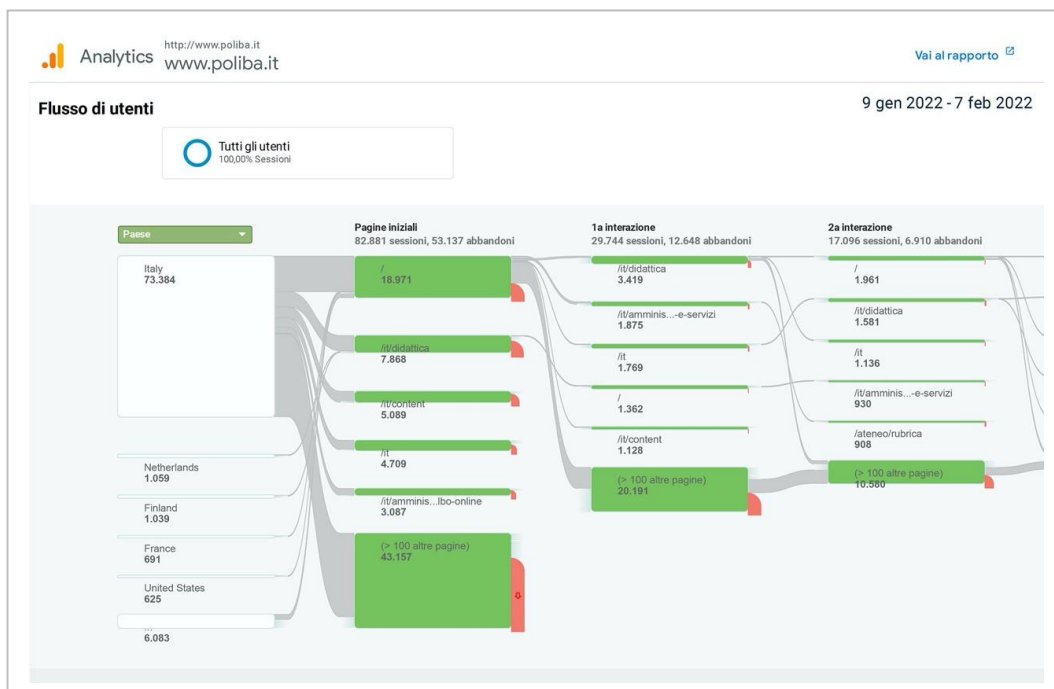 Analytics
http://www.poliba.it
www.poliba.it
Vai al rapporto
Flusso di utenti
9 gen 2022 - 7 feb 2022
Tutti gli utenti
100,00% Sessioni
Paese
Pagine iniziali
82.881 sessioni, 53.137 abbandoni
1a interazione
29.744 sessioni, 12.648 abbandoni
2a interazione
17.096 sessioni, 6.910 abbandoni
Italy
73.384
Netherlands
1.059
Finland
1.039
France
691
United States
625
...
6.083
/
18.971
/it/didattica
7.868
/it/content
5.089
/it
4.709
/it/amminis...lbo-online
3.087
(> 100 altre pagine)
43.157
/it/didattica
3.419
/it/amminis...-e-servizi
1.875
/it
1.769
/
1.362
/it/content
1.128
(> 100 altre pagine)
20.191
/
1.961
/it/didattica
1.581
/it
1.136
/it/amminis...-e-servizi
930
/ateneo/rubrica
908
(> 100 altre pagine)
10.580